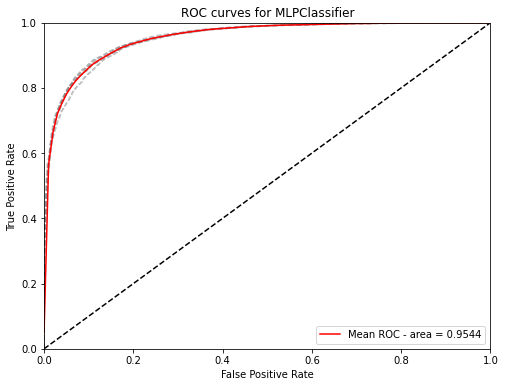 ROC curves for MLPClassifier
1.0
0.8
0.6
0.4
0.2
0.0
True Positive Rate
Mean ROC - area = 0.9544
0.0 0.2 0.4 0.6 0.8 1.0
False Positive Rate